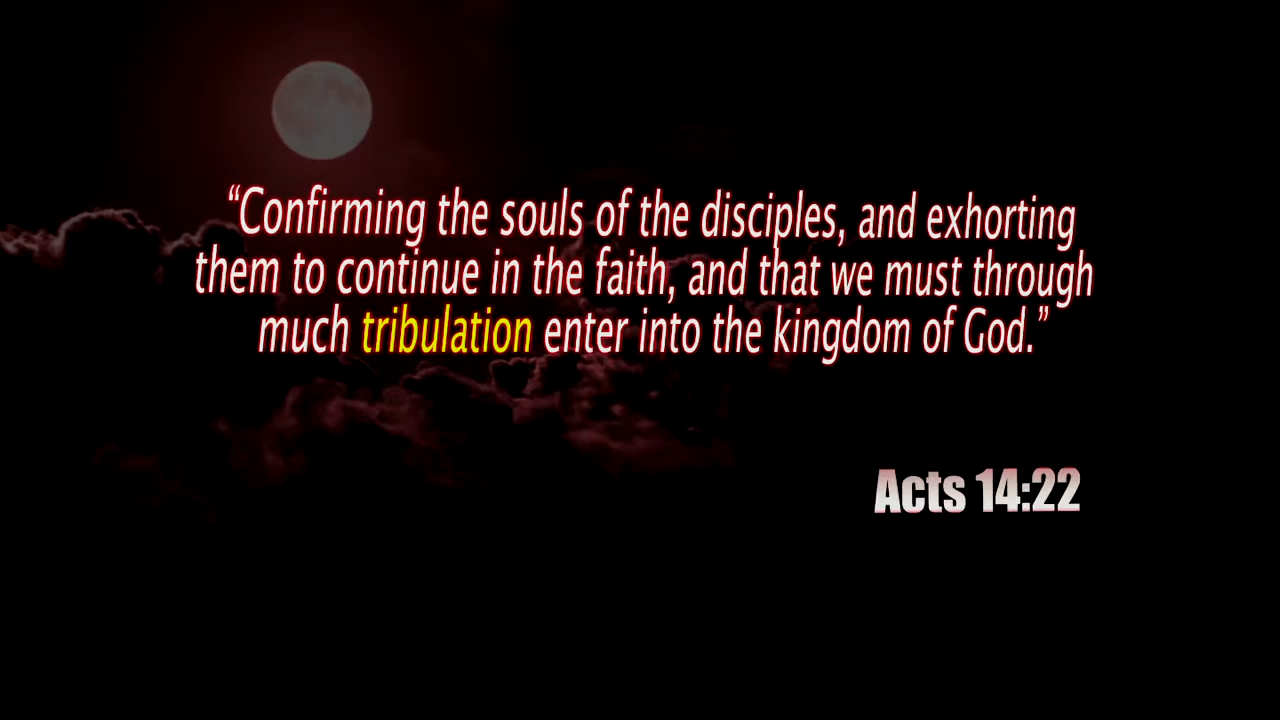 “Confirming the souls of the disciples, and exhorting
them to continue in the faith, and that we must through
much tribulation enter into the kingdom of God.”
Acts 14:22